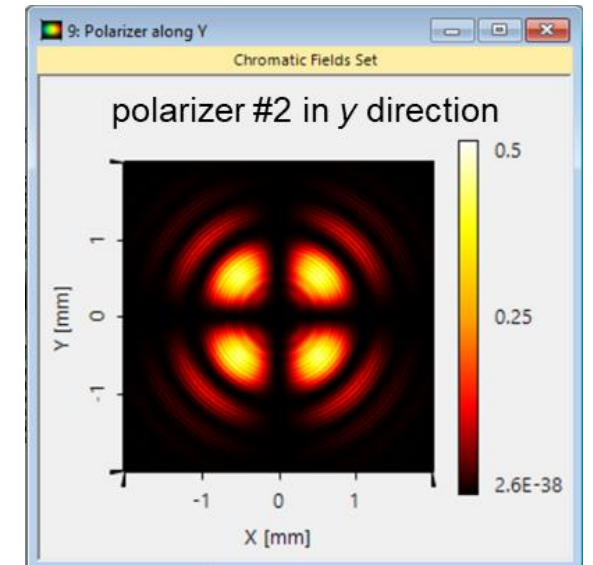 9: Polarizer along Y
Chromatic Fields Set
polarizer #2 in y direction
0.5
0.25
2.6E-38
Y [mm]
1
0
-1
-1 0 1
X [mm]